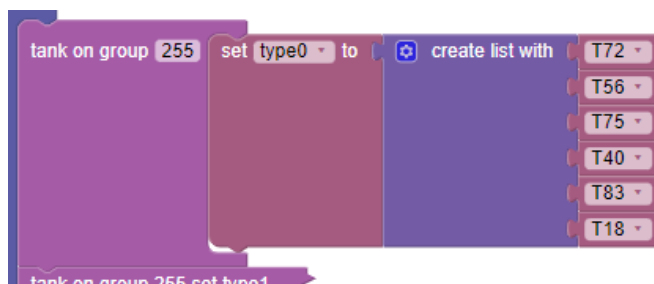 tank on group 255 set type0 to create list with T72
T56
T75
T40
T83
T18
tank on group 255 set type1